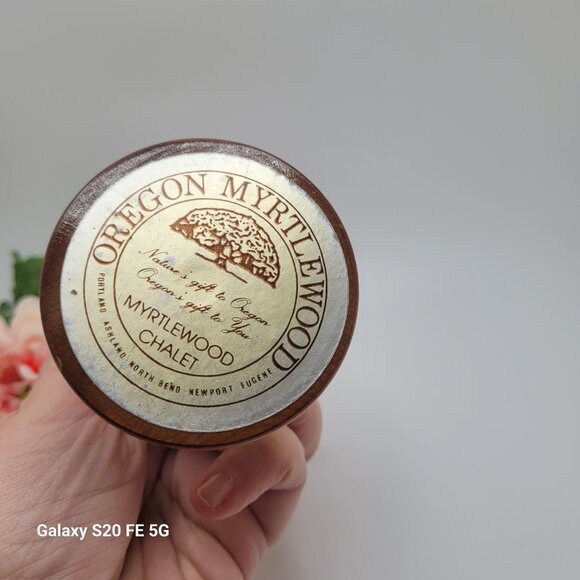 OREGON MYRTLEWOOD
Nature's gift to Oregon
Oregon's gift to You
MYRTLEWOOD
CHALET
PORTLAND ASHLAND NORTH BEND NEWPORT EUGENE
Galaxy S20 FE 5G